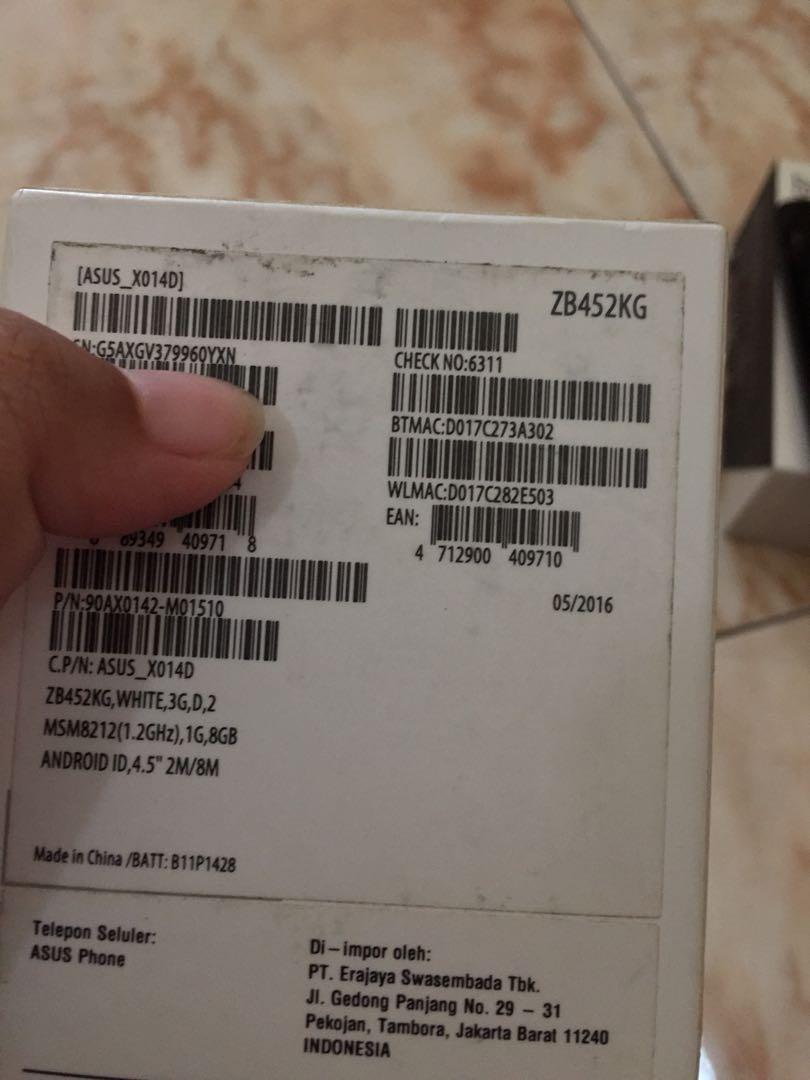 [ASUS_X014D]
ZB452KG
SN:G5AXGV379960YXN
CHECK NO:6311
BTMAC:D017C273A302
4
WLMAC:D017C282E503
EAN:
89349 40971 8
4 712900 409710
P/N:90AX0142-M01510
05/2016
C.P/N: ASUS_X014D
ZB452KG,WHITE,3G,D,2
MSM8212(1.2GHz),1G,8GB
ANDROID ID,4.5" 2M/8M
Made in China /BATT: B11P1428
Telepon Seluler:
ASUS Phone
Di-impor oleh:
PT. Erajaya Swasembada Tbk.
Jl. Gedong Panjang No. 29 - 31
Pekojan, Tambora, Jakarta Barat 11240
INDONESIA